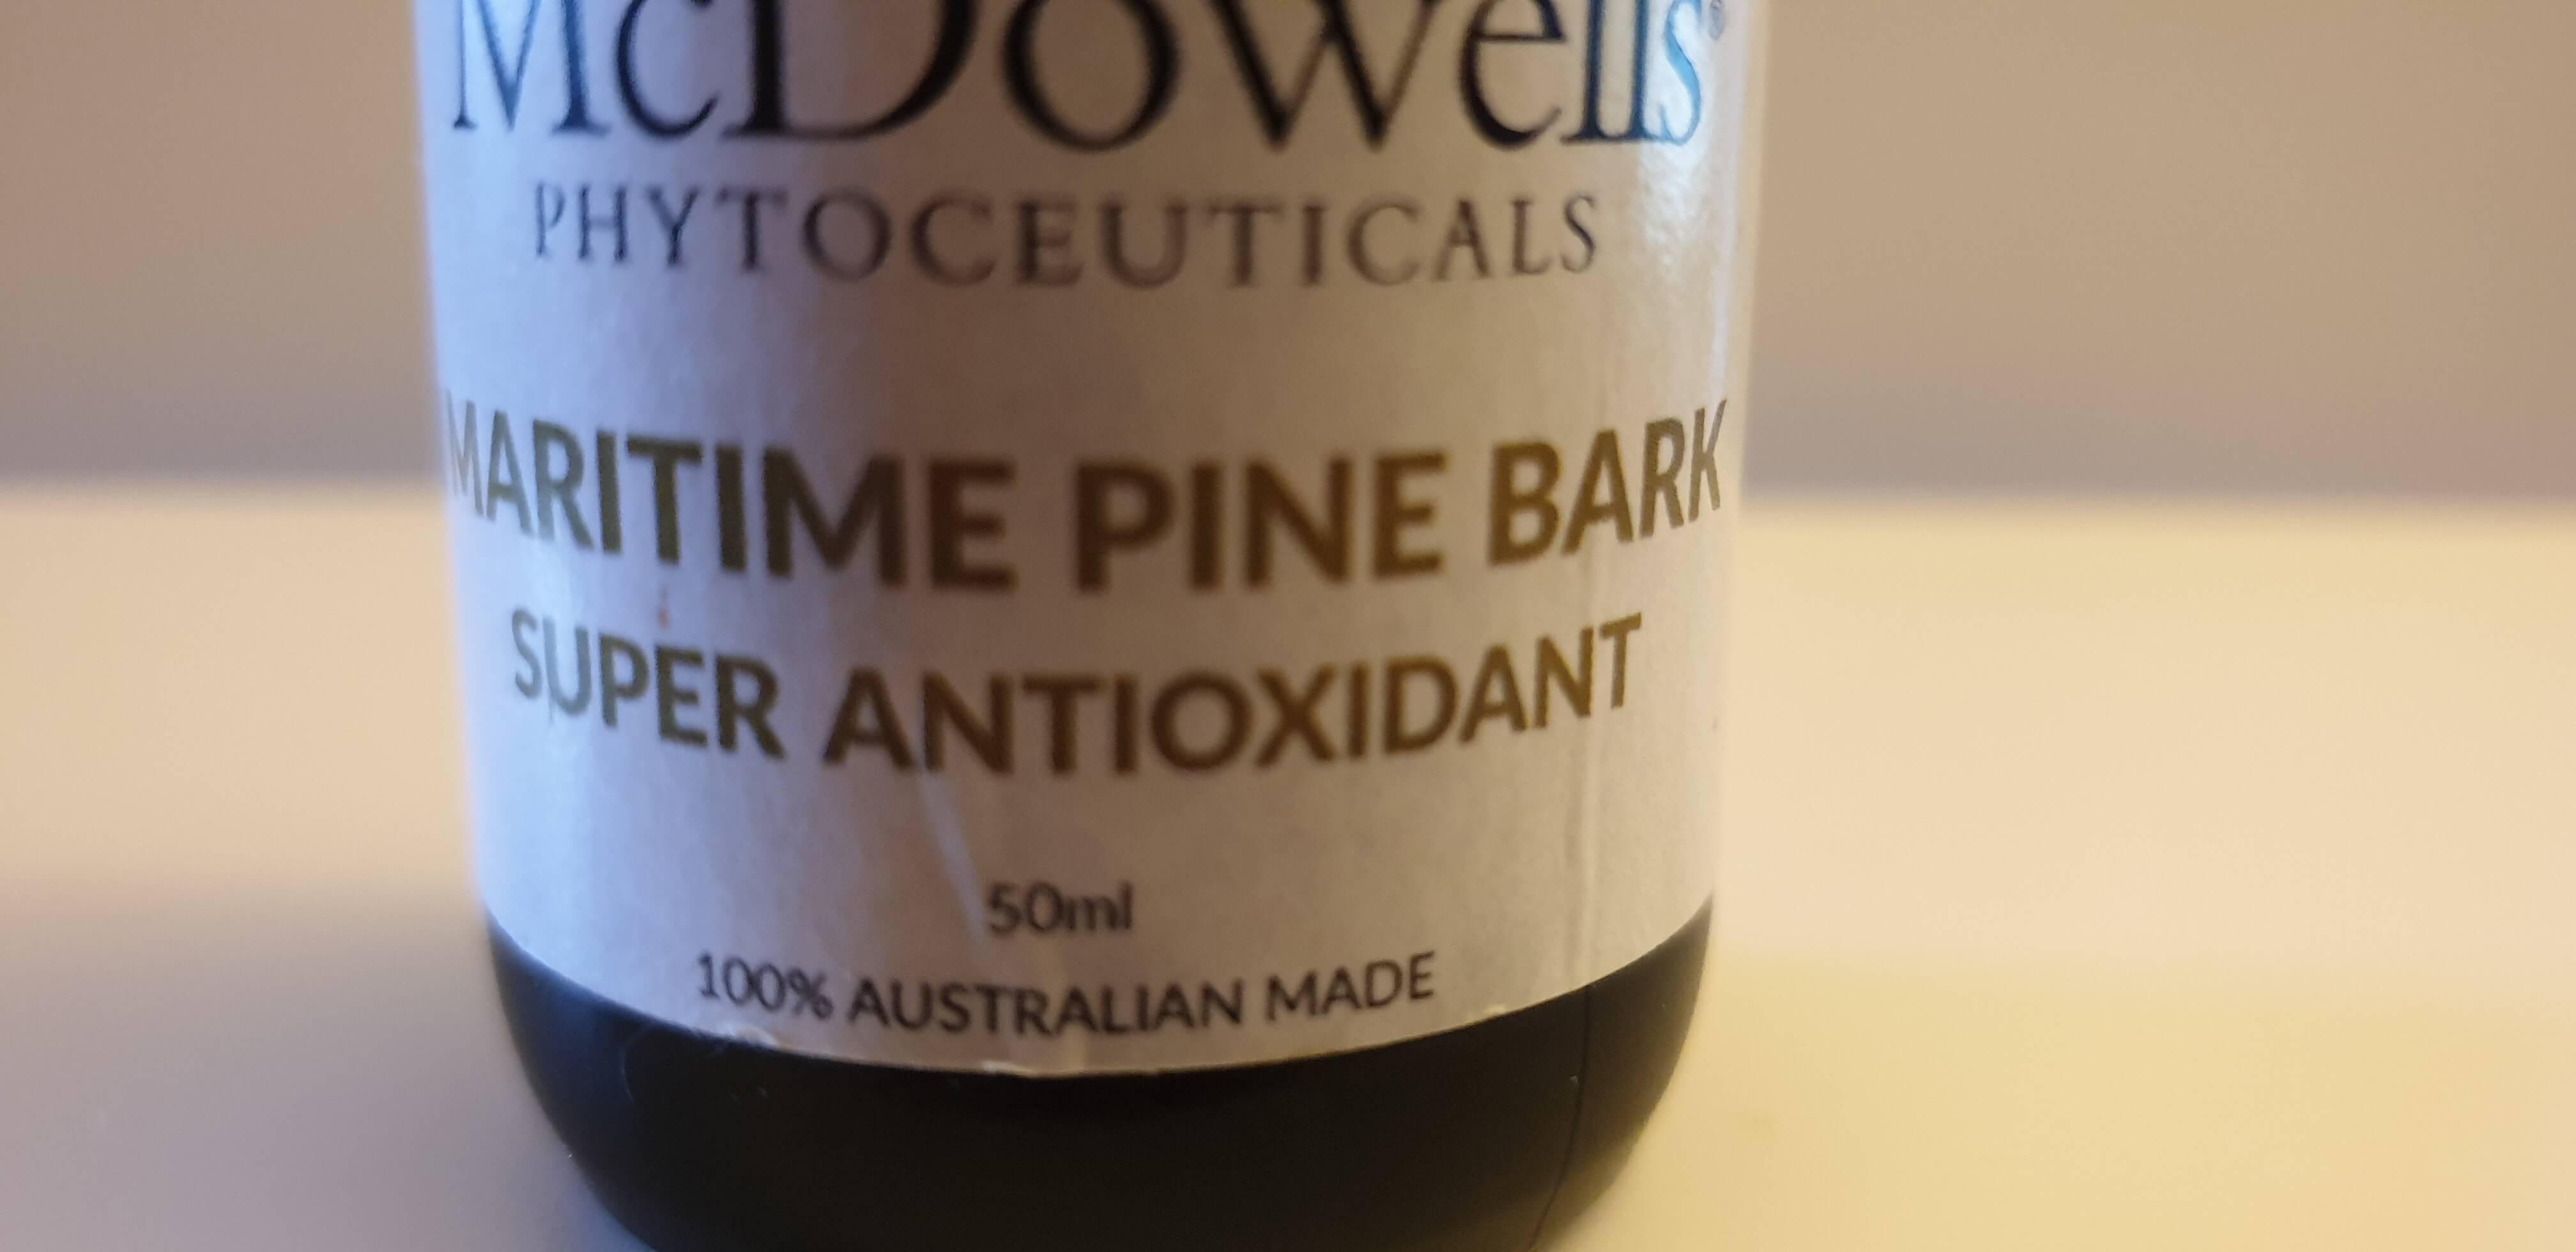 McDowells®
PHYTOCEUTICALS
MARITIME PINE BARK
SUPER ANTIOXIDANT
50ml
100% AUSTRALIAN MADE